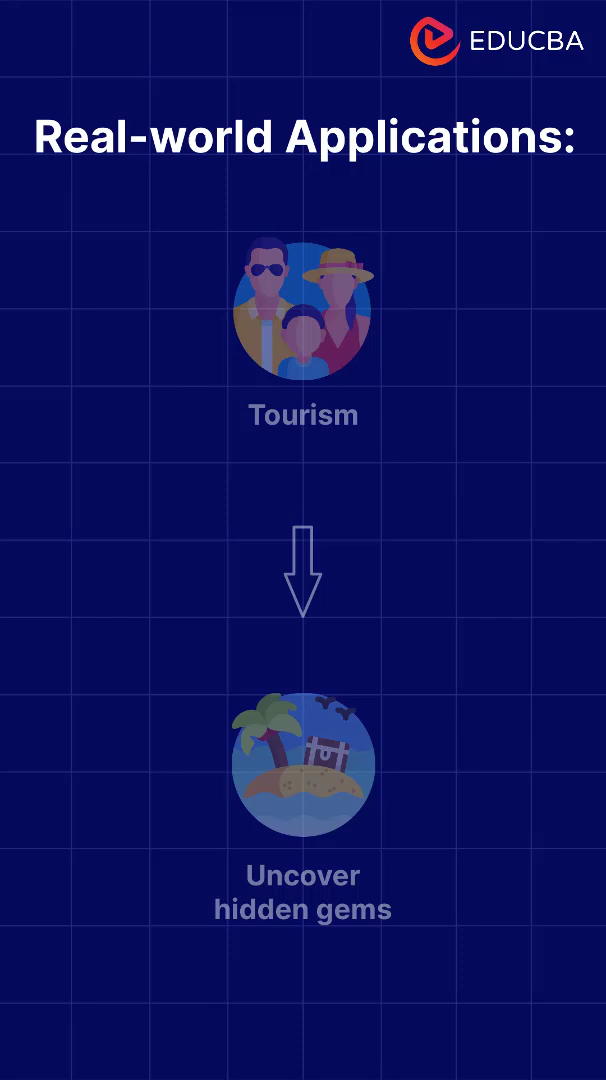 EDUCBA
Real-world Applications:
Tourism
Uncover
hidden gems